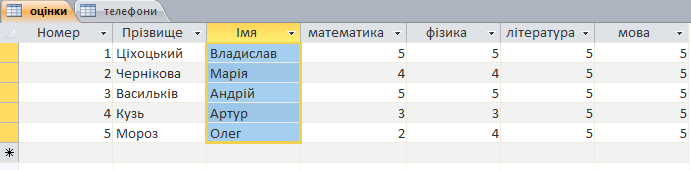 оцінки телефони
Номер Прізвище Імя математика фізика література мова
1 Ціхоцький Владислав 5 5 5 5
2 Чернікова Марія 4 4 5 5
3 Васильків Андрій 5 5 5 5
4 Кузь Артур 3 3 5 5
5 Мороз Олег 2 4 5 5